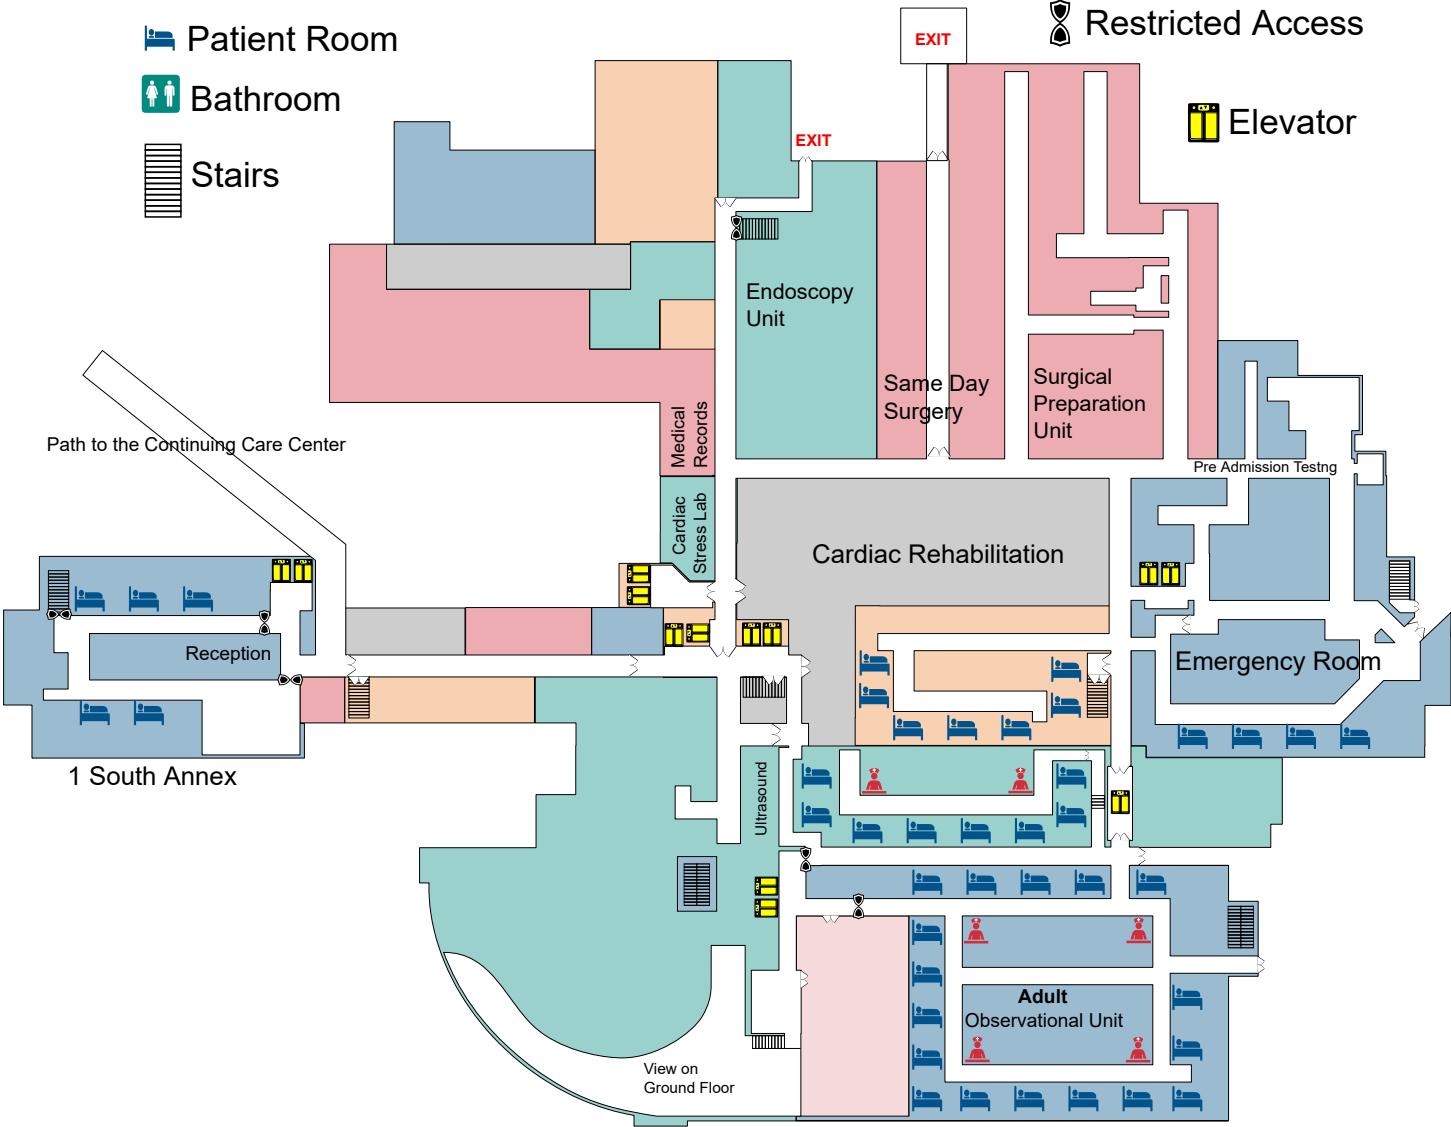 Patient Room
Bathroom
Stairs
Restricted Access
Elevator
EXIT
EXIT
Endoscopy
Unit
Same Day
Surgery
Surgical
Preparation
Unit
Medical
Records
Path to the Continuing Care Center
Pre Admission Testng
Cardiac
Stress Lab
Cardiac Rehabilitation
Reception
Emergency Room
1 South Annex
Ultrasound
Adult
Observational Unit
View on
Ground Floor